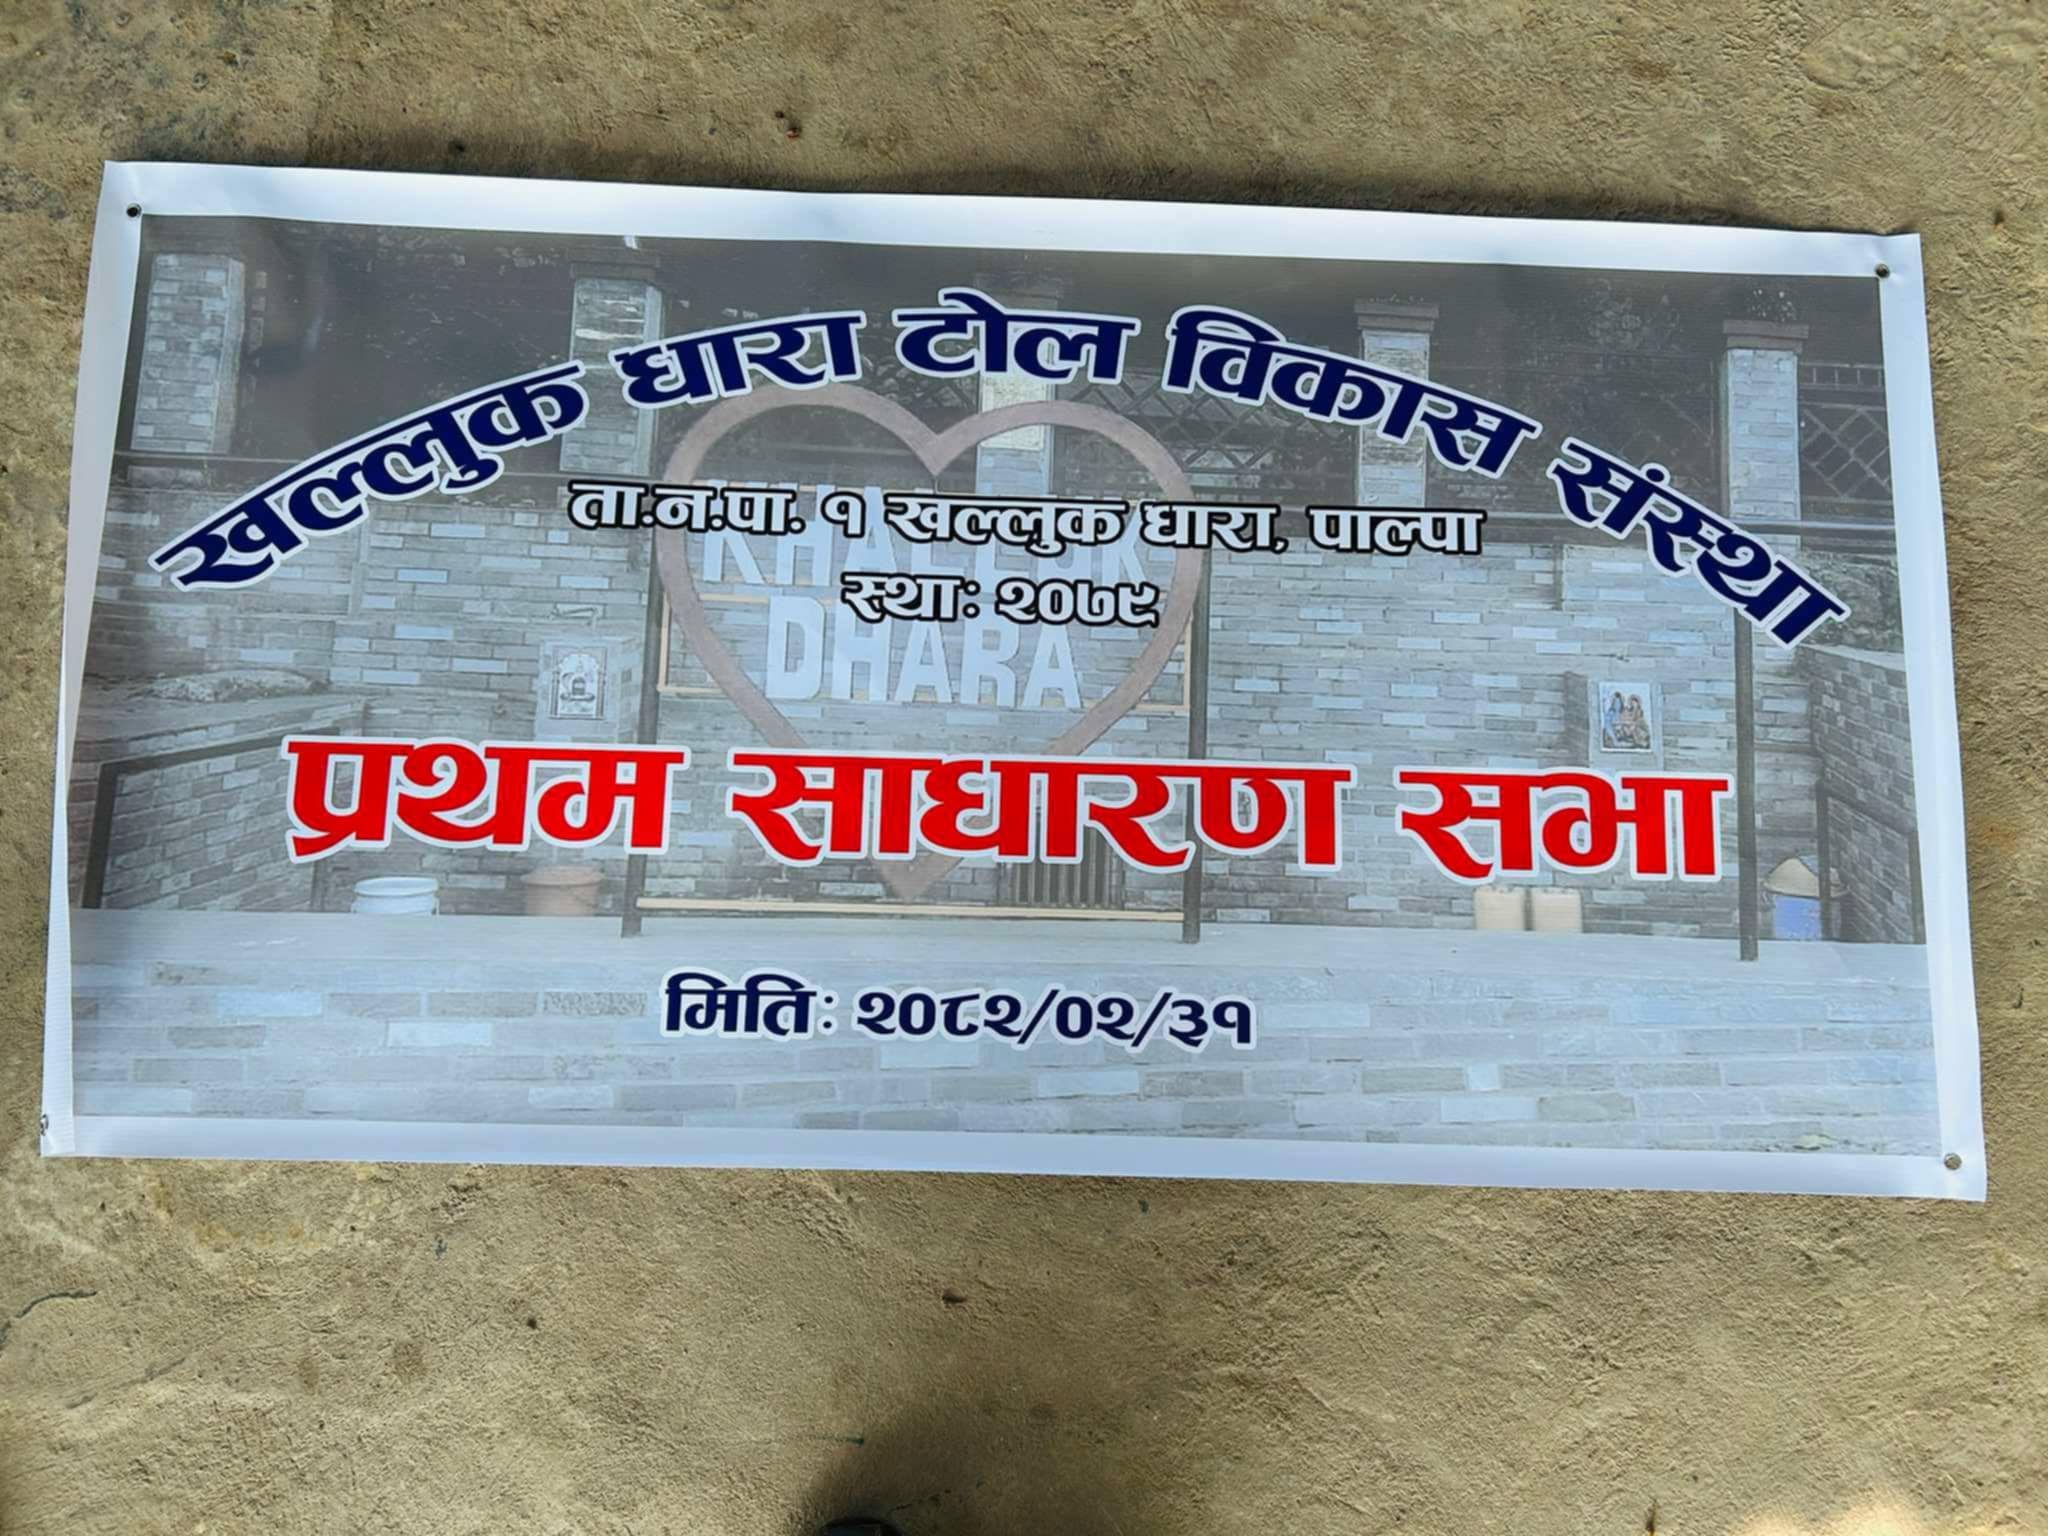 खल्लुक धारा टोल विकास संस्था
ता.न.पा. १ खल्लुक धारा, पाल्पा
स्थाः २०७९
KHALLUK
DHARA
प्रथम साधारण सभा
मितिः २०८२/०२/३१